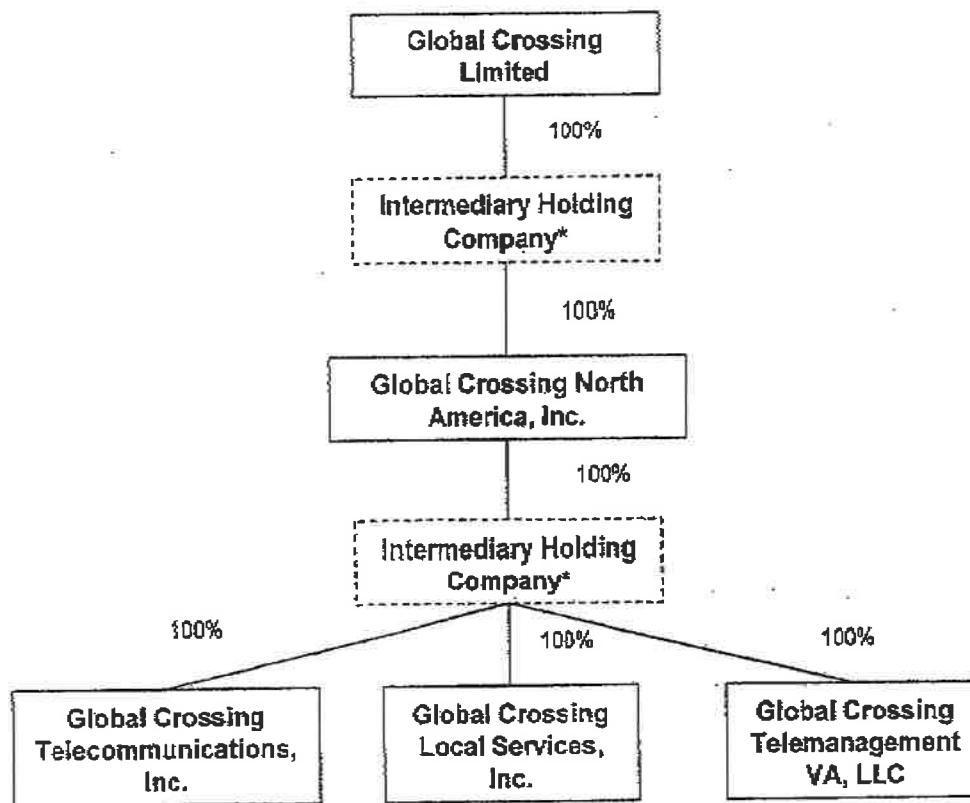 Global Crossing
Limited
100%
Intermediary Holding
Company*
100%
Global Crossing North
America, Inc.
100%
Intermediary Holding
Company*
100%
100%
100%
Global Crossing
Telecommunications,
Inc.
Global Crossing
Local Services,
Inc.
Global Crossing
Telemanagement
VA, LLC